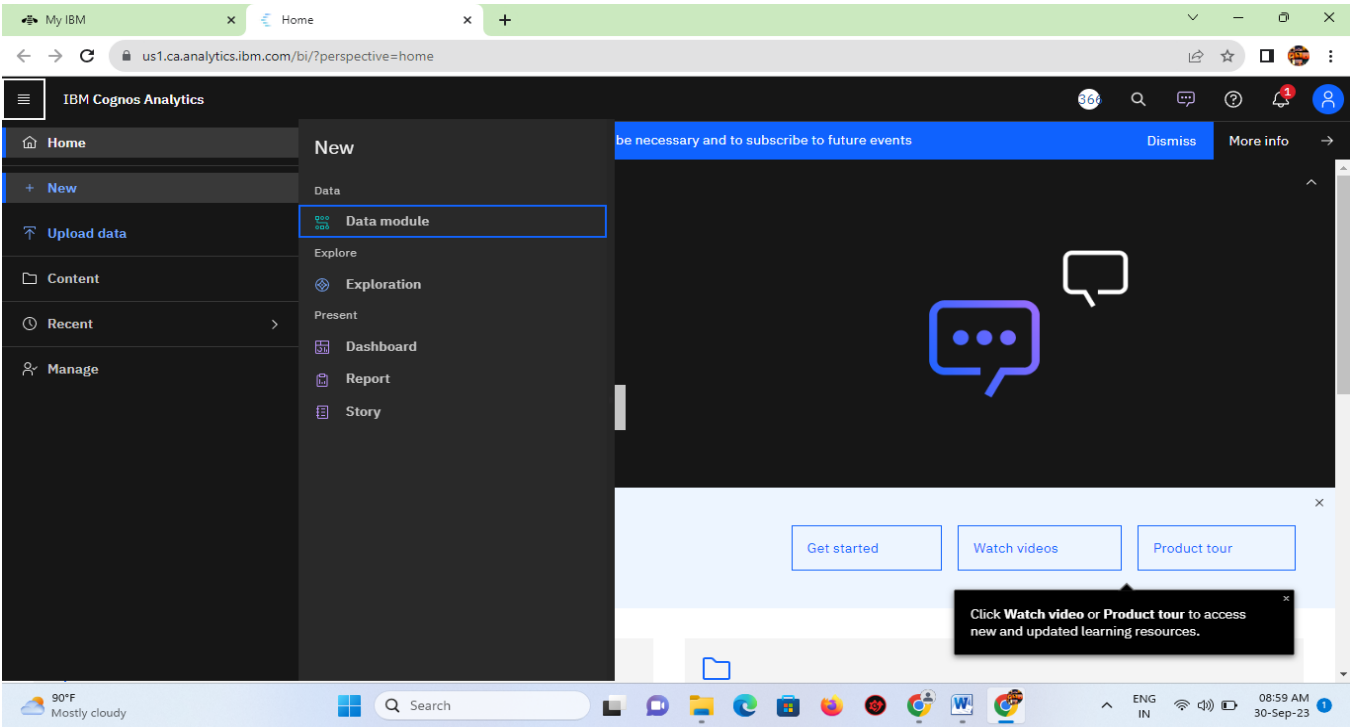 My IBM
Home
us1.ca.analytics.ibm.com/bi/?perspective=home
IBM Cognos Analytics
366
1
Home
New
be necessary and to subscribe to future events
Dismiss
More info
New
Data
Upload data
Data module
Explore
Content
Exploration
Present
Recent
Dashboard
Manage
Report
Story
Get started
Watch videos
Product tour
Click Watch video or Product tour to access
new and updated learning resources.
90°F
Mostly cloudy
Search
ENG
IN
08:59 AM
30-Sep-23
1